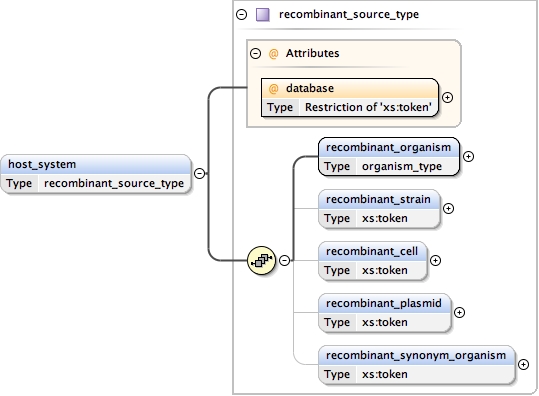 recombinant_source_type
@ Attributes
@ database
Type Restriction of 'xs:token'
host_system
Type recombinant_source_type
recombinant_organism
Type organism_type
recombinant_strain
Type xs:token
recombinant_cell
Type xs:token
recombinant_plasmid
Type xs:token
recombinant_synonym_organism
Type xs:token